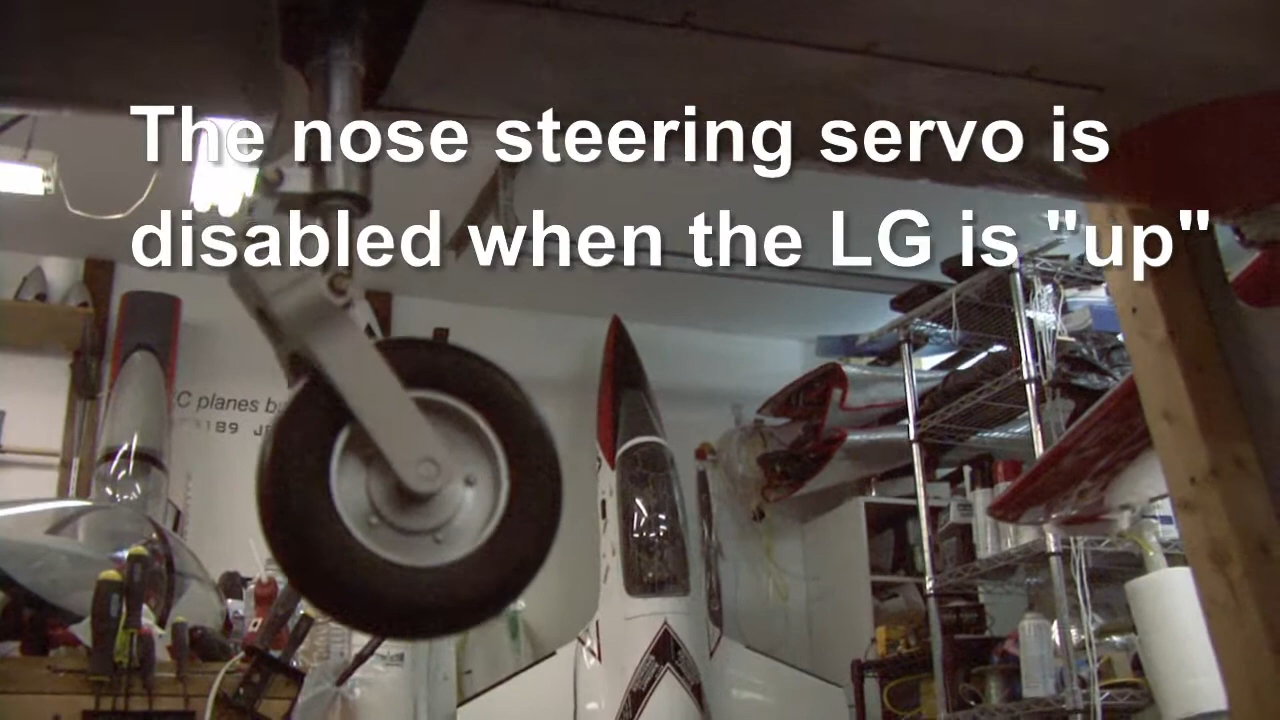 The nose steering servo is
disabled when the LG is "up"
C planes b